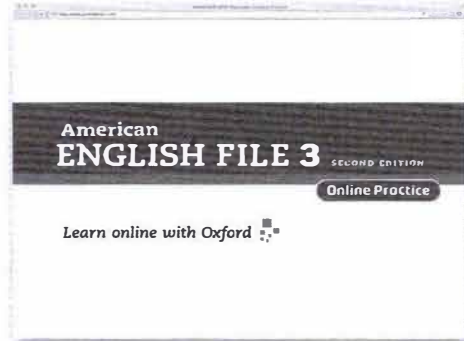 American
ENGLISH FILE 3 SECOND EDITION
Online Practice
Learn online with Oxford